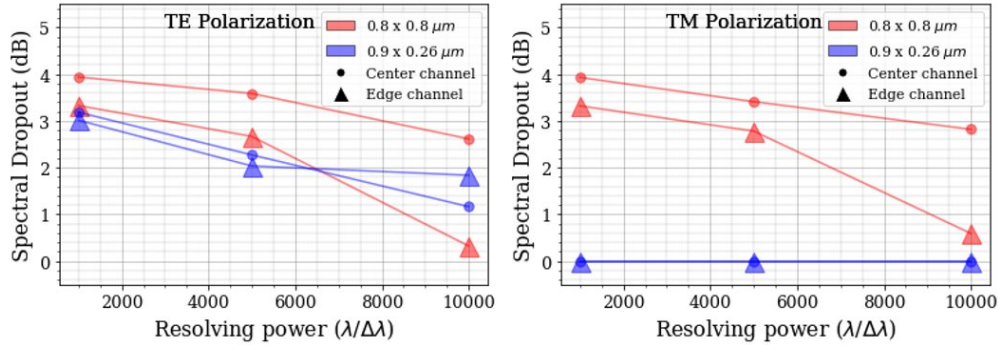 TE Polarization
0.8 x 0.8 μm
0.9 x 0.26 μm
Center channel
Edge channel
Spectral Dropout (dB)
5
4
3
2
1
0
2000 4000 6000 8000 10000
Resolving power (λ/Δλ)
TM Polarization
0.8 x 0.8 μm
0.9 x 0.26 μm
Center channel
Edge channel
Spectral Dropout (dB)
5
4
3
2
1
0
2000 4000 6000 8000 10000
Resolving power (λ/Δλ)